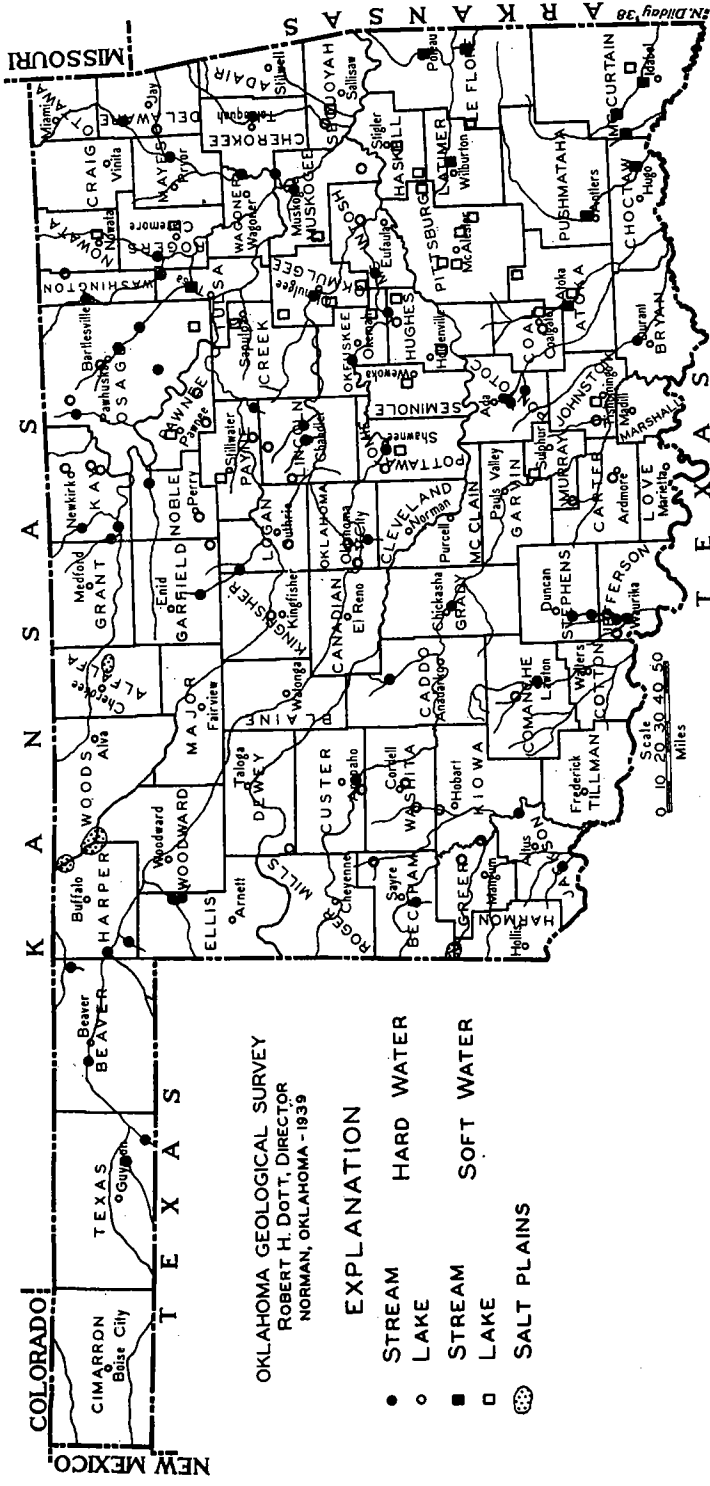 COLORADO
NEW MEXICO
K A N S A S
MISSOURI
A R K A N S A S
T E X A S
T E X A S
CIMARRON
Boise City
TEXAS
Guymon
BEAVER
Beaver
HARPER
Buffalo
WOODS
Alva
ALFALFA
Cherokee
GRANT
Medford
KAY
Newkirk
OSAGE
Pawhuska
WASHINGTON
Bartlesville
NOWATA
Nowata
CRAIG
Vinita
OTTAWA
Miami
ELLIS
Arnett
WOODWARD
Woodward
MAJOR
Fairview
GARFIELD
Enid
NOBLE
Perry
PAWNEE
Pawnee
TULSA
Tulsa
ROGERS
Claremore
MAYES
Pryor
DELAWARE
Jay
ROGER MILLS
Cheyenne
DEWEY
Taloga
BLAINE
Watonga
KINGFISHER
Kingfisher
LOGAN
Guthrie
PAYNE
Stillwater
CREEK
Sapulpa
WAGONER
Wagoner
CHEROKEE
Tahlequah
ADAIR
Stilwell
CUSTER
Arapaho
CANADIAN
El Reno
OKLAHOMA
Oklahoma City
LINCOLN
Chandler
OKFUSKEE
Okemah
OKMULGEE
Okmulgee
MUSKOGEE
Muskogee
SEQUOYAH
Sallisaw
BECKHAM
Sayre
WASHITA
Cordell
CADDO
Anadarko
GRADY
Chickasha
CLEVELAND
Norman
McCLAIN
Purcell
POTTAWATOMIE
Shawnee
SEMINOLE
Wewoka
HUGHES
Holdenville
McINTOSH
Eufaula
HASKELL
Stigler
LE FLORE
Poteau
GREER
Mangum
HARMON
Hollis
JACKSON
Altus
KIOWA
Hobart
TILLMAN
Frederick
COMANCHE
Lawton
COTTON
Walters
STEPHENS
Duncan
JEFFERSON
Waurika
GARVIN
Pauls Valley
MURRAY
Sulphur
CARTER
Ardmore
LOVE
Marietta
PONTOTOC
Ada
JOHNSTON
Tishomingo
MARSHALL
Madill
COAL
Coalgate
ATOKA
Atoka
BRYAN
Durant
PITTSBURG
McAlester
LATIMER
Wilburton
PUSHMATAHA
Antlers
CHOCTAW
Hugo
McCURTAIN
Idabel
OKLAHOMA GEOLOGICAL SURVEY
ROBERT H. DOTT, DIRECTOR
NORMAN, OKLAHOMA - 1939
EXPLANATION
STREAM
LAKE
HARD WATER
STREAM
LAKE
SOFT WATER
SALT PLAINS
Scale
0 10 20 30 40 50
Miles
N. Dilday '38